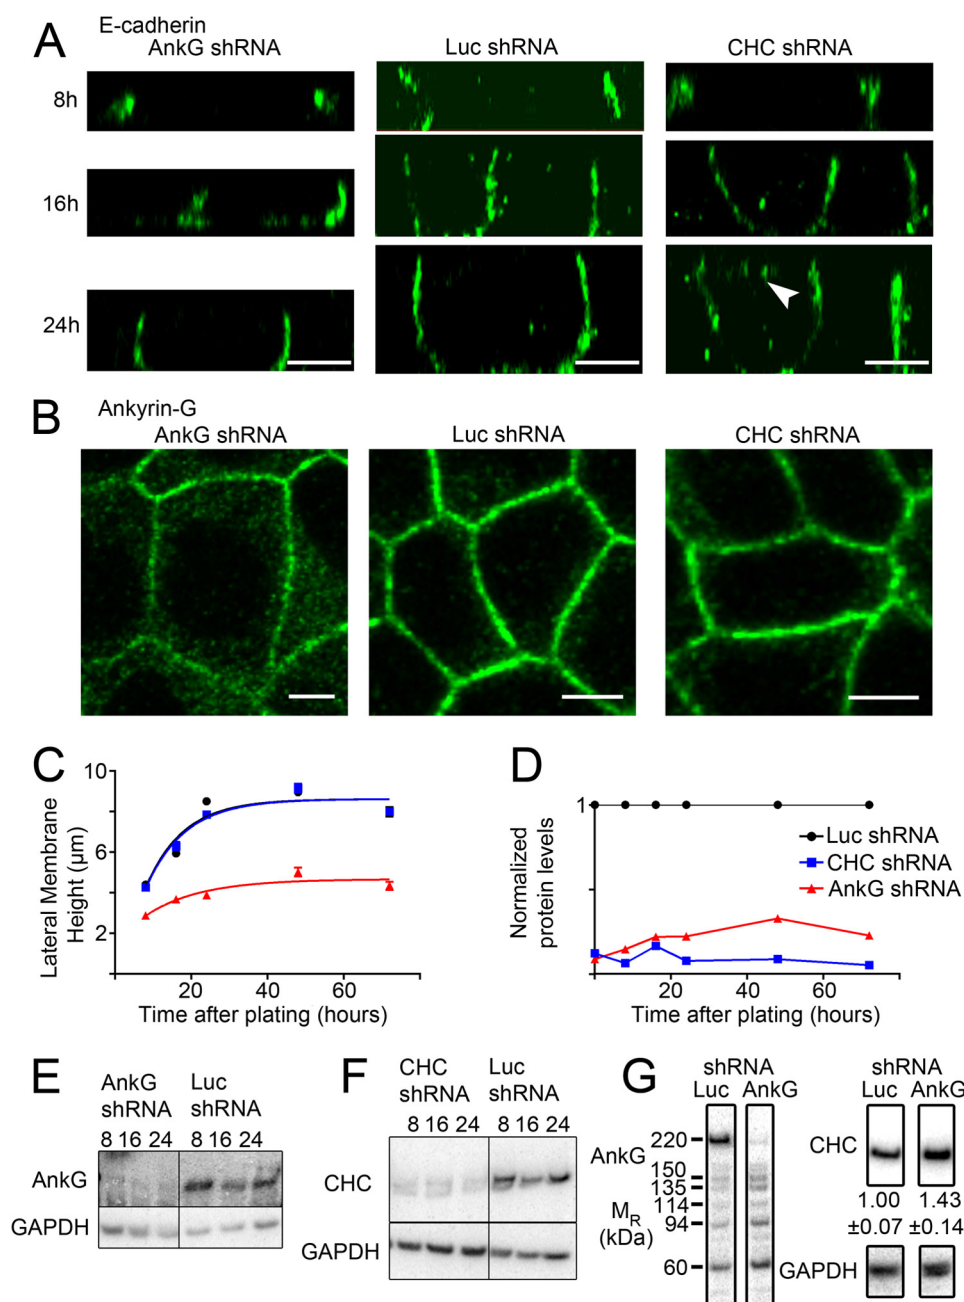 A
E-cadherin
AnkG shRNA
Luc shRNA
CHC shRNA
8h
16h
24h
B
Ankyrin-G
AnkG shRNA
Luc shRNA
CHC shRNA
C
10
6
2
Lateral Membrane
Height (µm)
20 40 60
Time after plating (hours)
D
1
Normalized
protein levels
Luc shRNA
CHC shRNA
AnkG shRNA
20 40 60
Time after plating (hours)
E
AnkG
shRNA
Luc
shRNA
8 16 24 8 16 24
AnkG
GAPDH
F
CHC
shRNA
Luc
shRNA
8 16 24 8 16 24
CHC
GAPDH
G
shRNA
Luc AnkG
AnkG
220
150
135
114
94
60
M_R
(kDa)
shRNA
Luc AnkG
CHC
1.00 1.43
±0.07 ±0.14
GAPDH